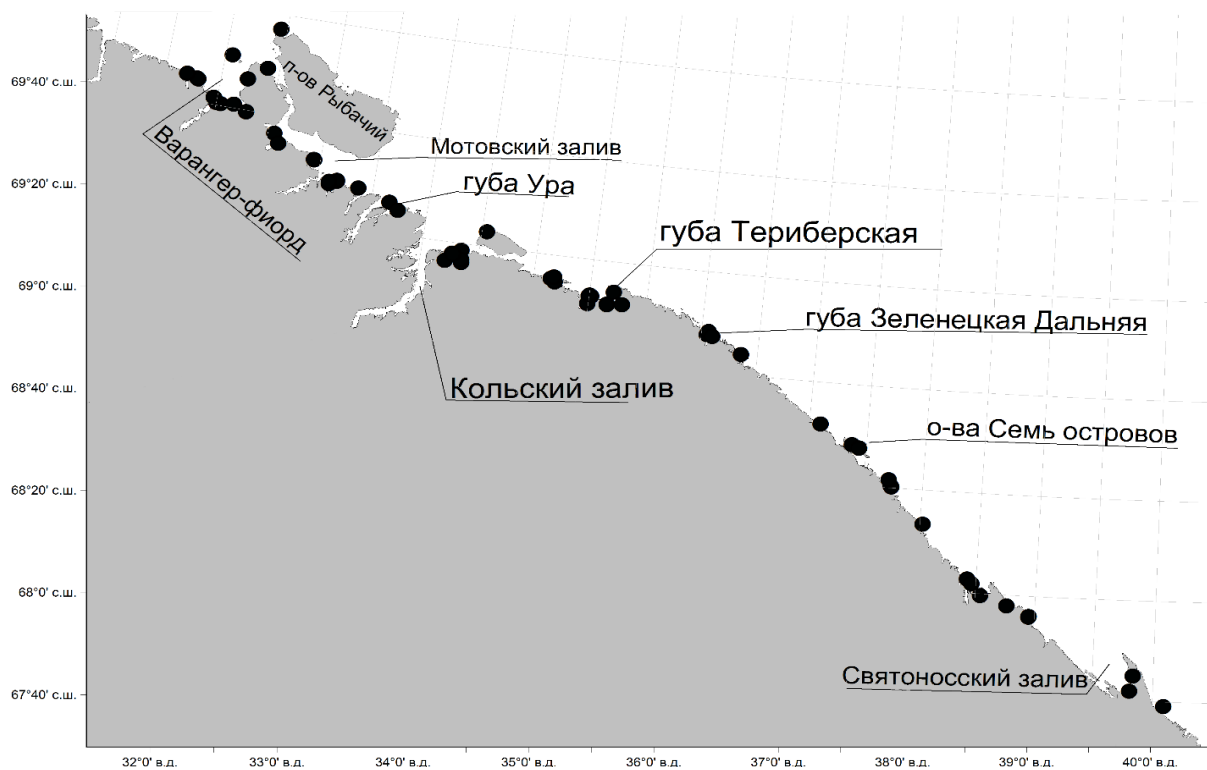 69°40' с.ш.
п-ов Рыбачий
Варангер-фиорд
Мотовский залив
69°20' с.ш.
губа Ура
губа Териберская
69°0' с.ш.
губа Зеленецкая Дальняя
68°40' с.ш.
Кольский залив
о-ва Семь островов
68°20' с.ш.
68°0' с.ш.
Святоносский залив
67°40' с.ш.
32°0' в.д. 33°0' в.д. 34°0' в.д. 35°0' в.д. 36°0' в.д. 37°0' в.д. 38°0' в.д. 39°0' в.д. 40°0' в.д.